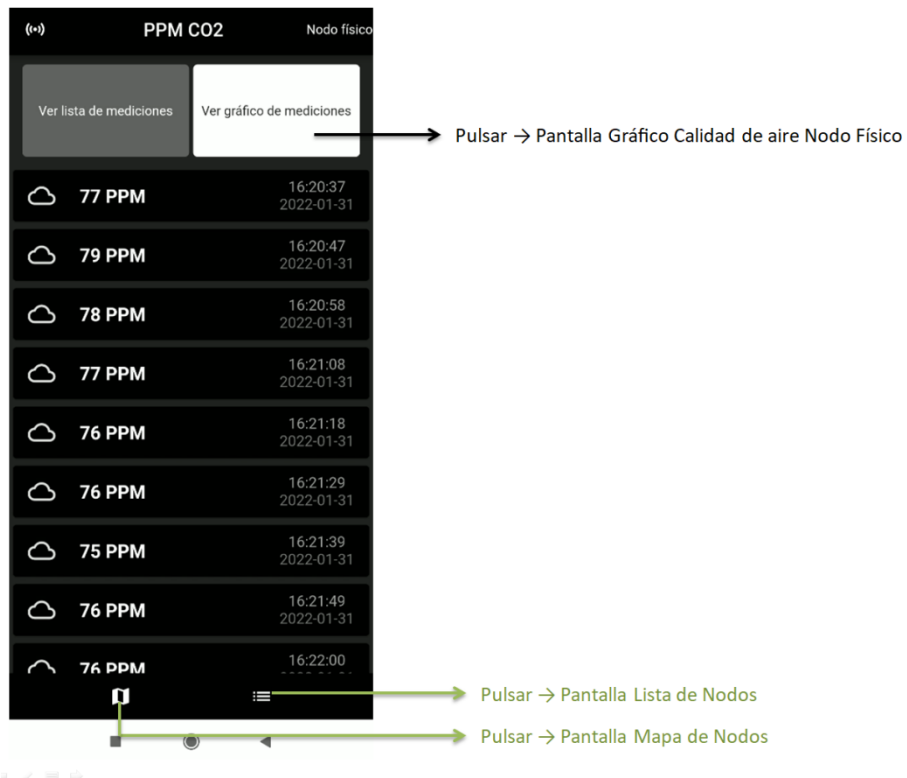 PPM CO2
Nodo físico
Ver lista de mediciones
Ver gráfico de mediciones
Pulsar → Pantalla Gráfico Calidad de aire Nodo Físico
77 PPM
16:20:37
2022-01-31
79 PPM
16:20:47
2022-01-31
78 PPM
16:20:58
2022-01-31
77 PPM
16:21:08
2022-01-31
76 PPM
16:21:18
2022-01-31
76 PPM
16:21:29
2022-01-31
75 PPM
16:21:39
2022-01-31
76 PPM
16:21:49
2022-01-31
76 PPM
16:22:00
Pulsar → Pantalla Lista de Nodos
Pulsar → Pantalla Mapa de Nodos